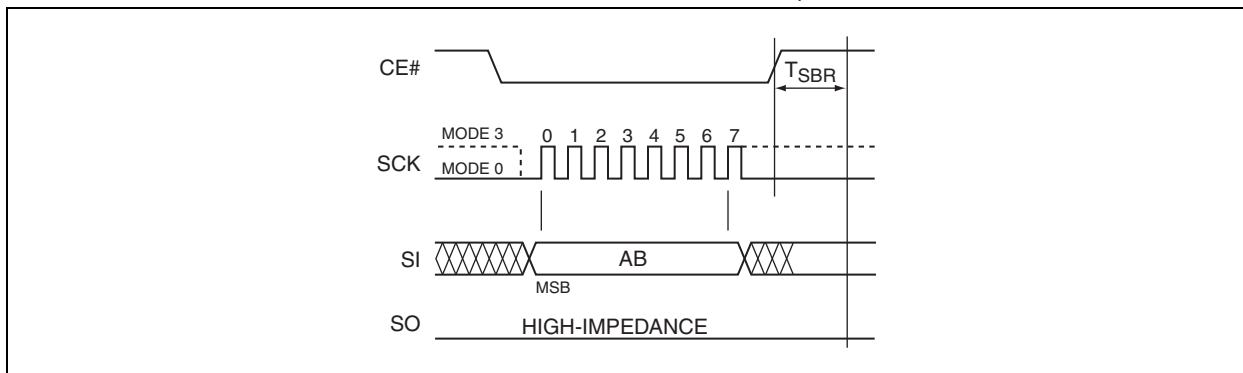 CE#
TSBR
MODE 3
0 1 2 3 4 5 6 7
SCK
MODE 0
SI
AB
MSB
SO
HIGH-IMPEDANCE